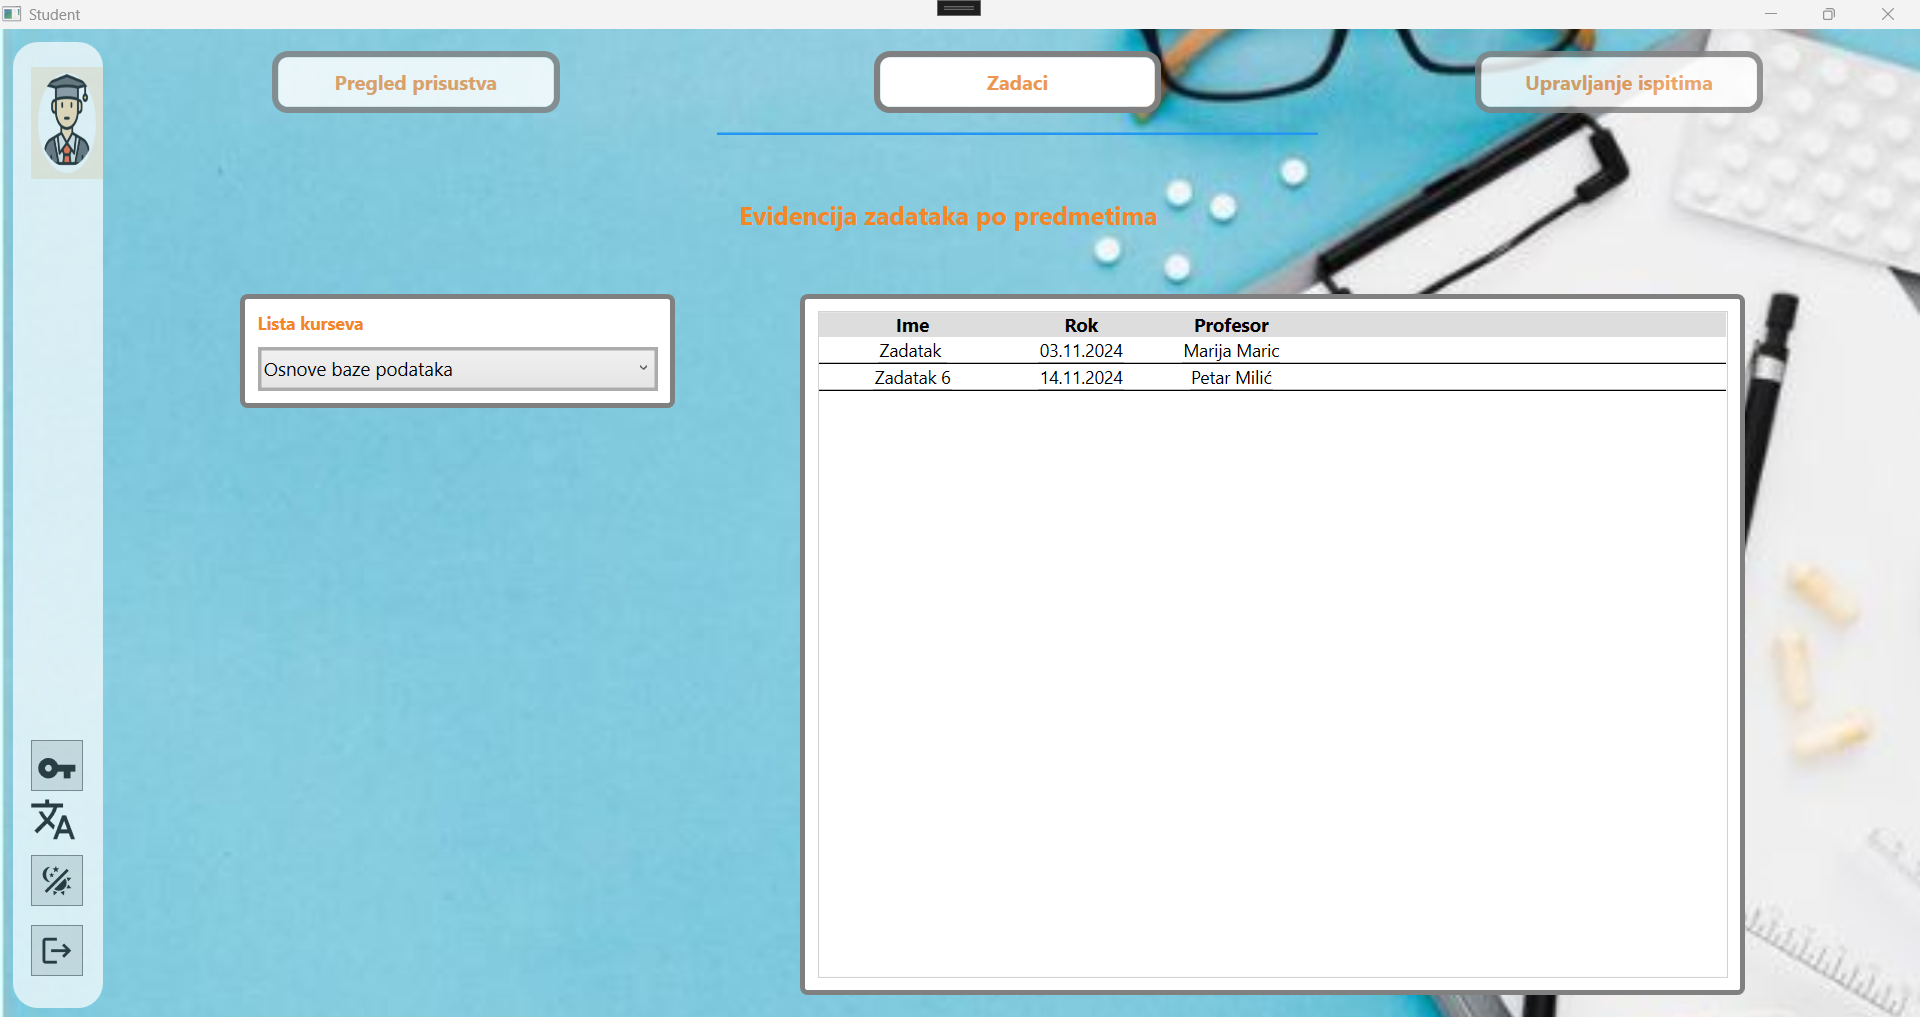 Student
Pregled prisustva
Zadaci
Upravljanje ispitima
Evidencija zadataka po predmetima
Lista kurseva
Osnove baze podataka
Ime Rok Profesor
Zadatak 03.11.2024 Marija Maric
Zadatak 6 14.11.2024 Petar Milić